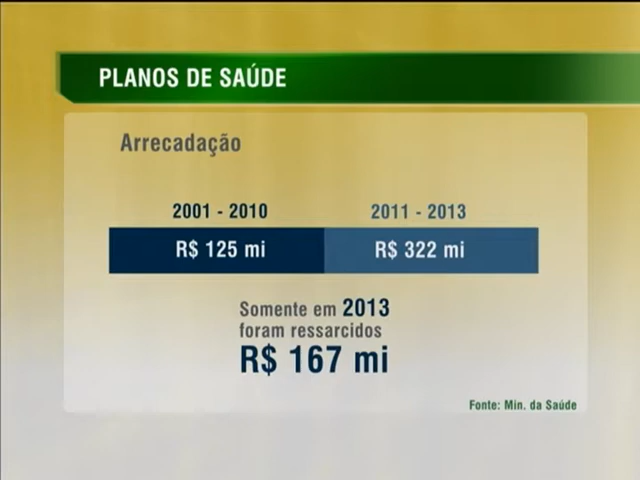 PLANOS DE SAÚDE
Arrecadação
2001 - 2010 2011 - 2013
R$ 125 mi R$ 322 mi
Somente em 2013
foram ressarcidos
R$ 167 mi
Fonte: Min. da Saúde